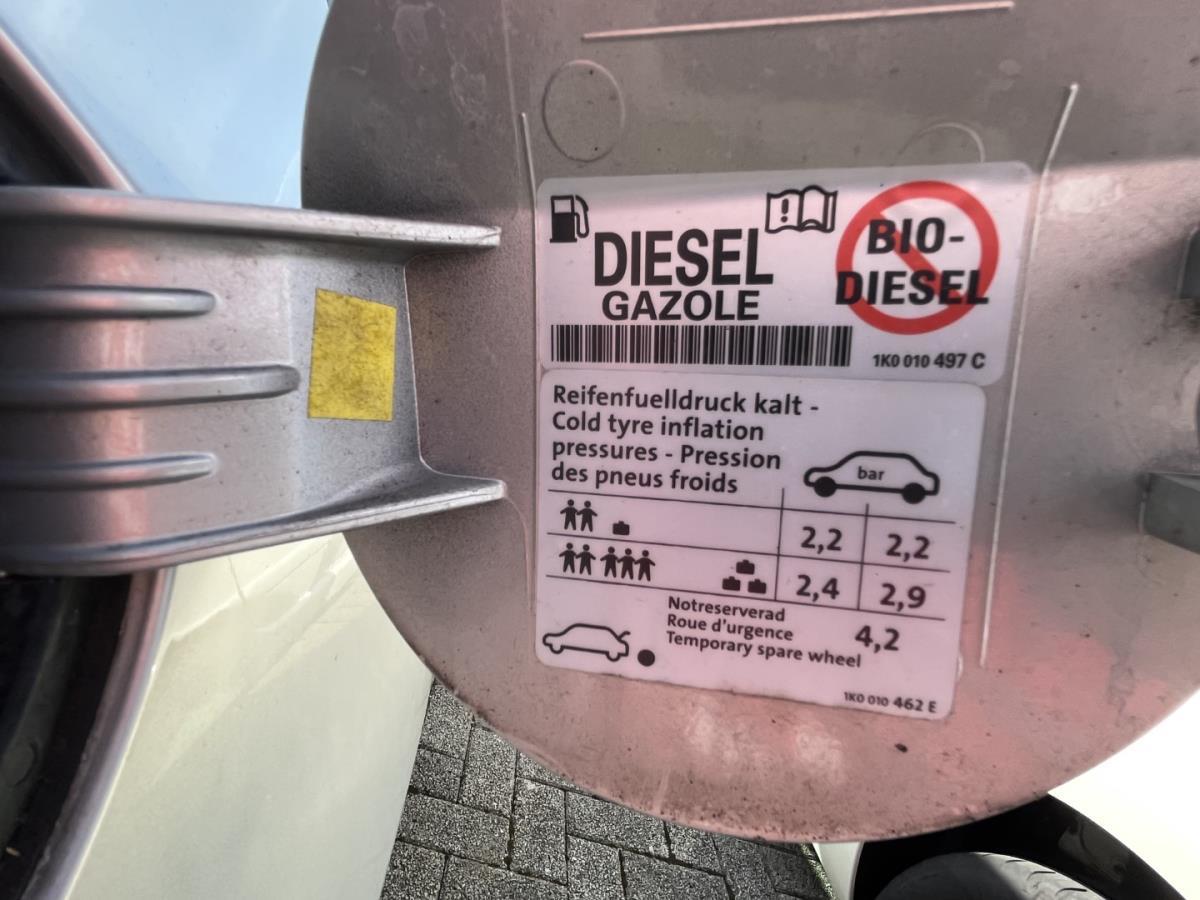 DIESEL
GAZOLE
BIO-
DIESEL
1K0 010 497 C
Reifenfuelldruck kalt -
Cold tyre inflation
pressures - Pression
des pneus froids
bar
2,2 2,2
2,4 2,9
Notreserverad
Roue d'urgence
Temporary spare wheel
4,2
1K0 010 462 E